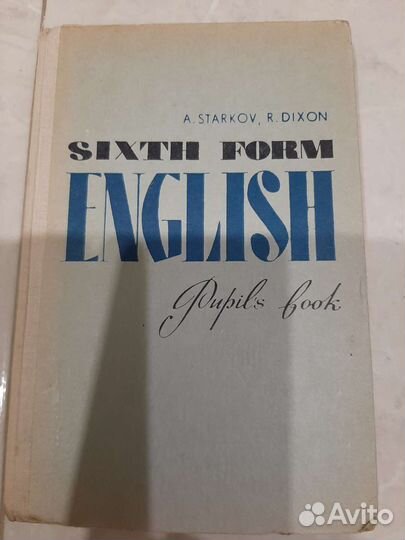 A. STARKOV, R. DIXON
SIXTH FORM
ENGLISH
Pupil's book
Avito